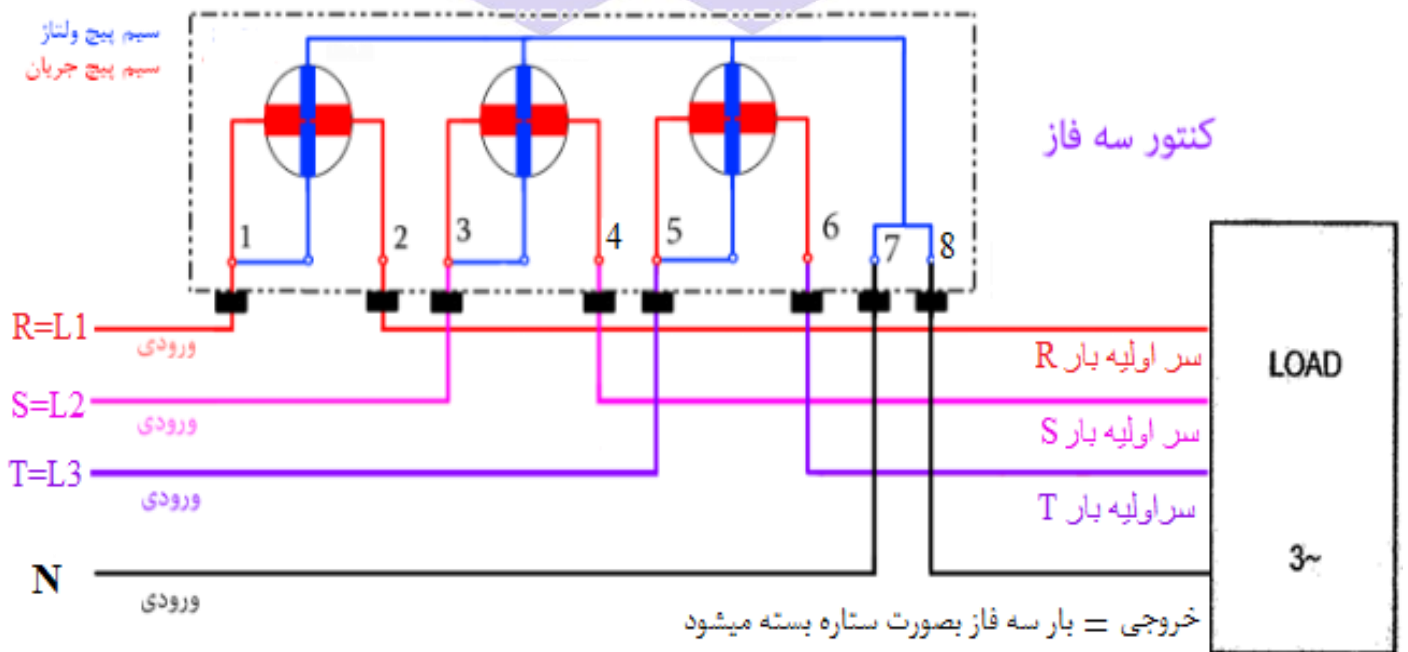 سیم پیچ ولتاژ
سیم پیچ جریان
کنتور سه فاز
1 2 3 4 5 6 7 8
R=L1
ورودی
سر اولیه بار R
LOAD
S=L2
ورودی
سر اولیه بار S
T=L3
ورودی
سراولیه بار T
3~
N
ورودی
خروجی = بار سه فاز بصورت ستاره بسته میشود